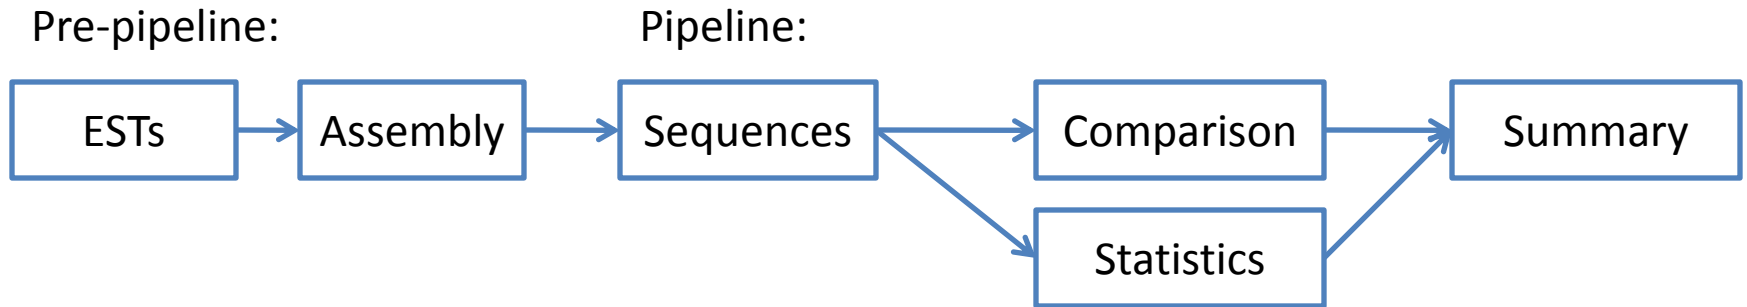 Pre-pipeline:
Pipeline:
ESTs
Assembly
Sequences
Comparison
Summary
Statistics